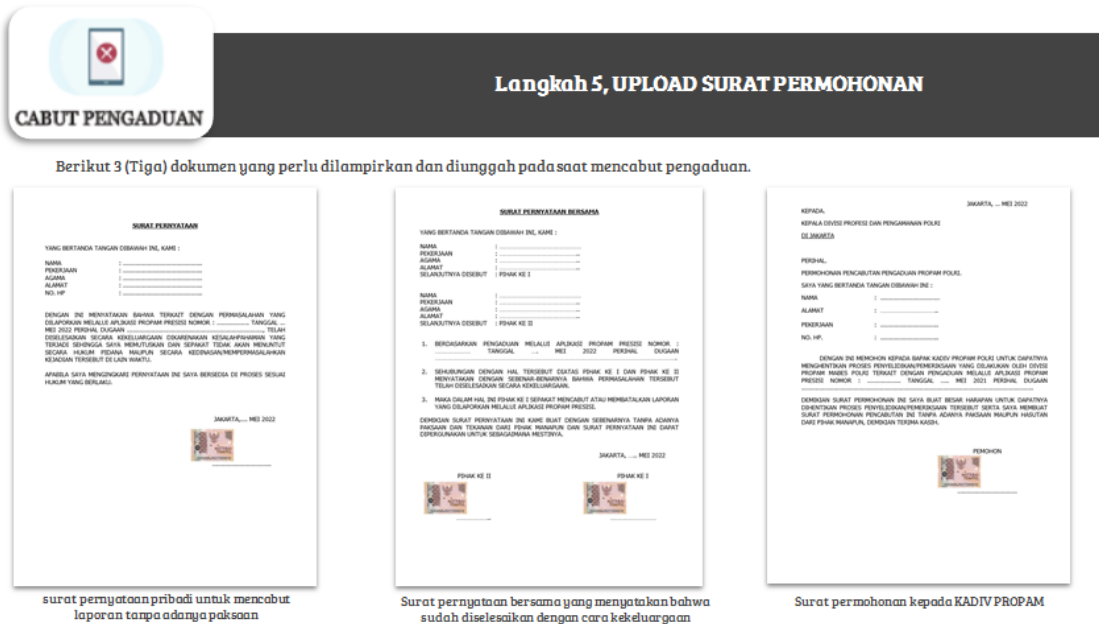 CABUT PENGADUAN
Langkah 5, UPLOAD SURAT PERMOHONAN
Berikut 3 (Tiga) dokumen yang perlu dilampirkan dan diunggah pada saat mencabut pengaduan.
SURAT PERNYATAAN
YANG BERTANDA TANGAN DIBAWAH INI, KAMI :
NAMA : ........................................
PEKERJAAN : ........................................
AGAMA : ........................................
ALAMAT : ........................................
NO. HP : ........................................
DENGAN INI MENYATAKAN BAHWA TERKAIT DENGAN PERMASALAHAN YANG
DILAPORKAN MELALUI APLIKASI PROPAM PRESISI NOMOR : ................, TANGGAL ...
MEI 2022 PERIHAL DUGAAN ................................................, TELAH
DISELESAIKAN SECARA KEKELUARGAAN DIKARENAKAN KESALAHPAHAMAN YANG
TERJADI SEHINGGA SAYA MEMUTUSKAN DAN SEPAKAT TIDAK AKAN MENUNTUT
SECARA HUKUM PIDANA MAUPUN SECARA KEDINASAN/MEMPERMASALAHKAN
KEJADIAN TERSEBUT DI LAIN WAKTU.
APABILA SAYA MENGINGKARI PERNYATAAN INI SAYA BERSEDIA DI PROSES SESUAI
HUKUM YANG BERLAKU.
JAKARTA,.... MEI 2022
surat pernyataan pribadi untuk mencabut
laporan tanpa adanya paksaan
SURAT PERNYATAAN BERSAMA
YANG BERTANDA TANGAN DIBAWAH INI, KAMI :
NAMA : ........................................
PEKERJAAN : ........................................
AGAMA : ........................................
ALAMAT : ........................................
SELANJUTNYA DISEBUT : PIHAK KE I
NAMA : ........................................
PEKERJAAN : ........................................
AGAMA : ........................................
ALAMAT : ........................................
SELANJUTNYA DISEBUT : PIHAK KE II
1. BERDASARKAN PENGADUAN MELALUI APLIKASI PROPAM PRESISI NOMOR :
................ TANGGAL .... MEI 2022 PERIHAL DUGAAN
................................................
2. SEHUBUNGAN DENGAN HAL TERSEBUT DIATAS PIHAK KE I DAN PIHAK KE II
MENYATAKAN DENGAN SEBENAR-BENARNYA BAHWA PERMASALAHAN TERSEBUT
TELAH DISELESAIKAN SECARA KEKELUARGAAN.
3. MAKA DALAM HAL INI PIHAK KE I SEPAKAT MENCABUT ATAU MEMBATALKAN LAPORAN
YANG DILAPORKAN MELALUI APLIKASI PROPAM PRESISI.
DEMIKIAN SURAT PERNYATAAN INI KAMI BUAT DENGAN SEBENARNYA TANPA ADANYA
PAKSAAN DAN TEKANAN DARI PIHAK MANAPUN DAN SURAT PERNYATAAN INI DAPAT
DIPERGUNAKAN UNTUK SEBAGAIMANA MESTINYA.
JAKARTA, .... MEI 2022
PIHAK KE II PIHAK KE I
Surat pernyataan bersama yang menyatakan bahwa
sudah diselesaikan dengan cara kekeluargaan
JAKARTA, ... MEI 2022
KEPADA.
KEPALA DIVISI PROFESI DAN PENGAMANAN POLRI
DI JAKARTA
PERIHAL.
PERMOHONAN PENCABUTAN PENGADUAN PROPAM POLRI.
SAYA YANG BERTANDA TANGAN DIBAWAH INI :
NAMA : ............................
ALAMAT : ............................
PEKERJAAN : ............................
NO. HP. : ............................
DENGAN INI MEMOHON KEPADA BAPAK KADIV PROPAM POLRI UNTUK DAPATNYA
MENGHENTIKAN PROSES PENYELIDIKAN/PEMERIKSAAN YANG DILAKUKAN OLEH DIVISI
PROPAM MABES POLRI TERKAIT DENGAN PENGADUAN MELALUI APLIKASI PROPAM
PRESISI NOMOR : ................ TANGGAL .... MEI 2021 PERIHAL DUGAAN
................................................
DEMIKIAN SURAT PERMOHONAN INI SAYA BUAT BESAR HARAPAN UNTUK DAPATNYA
DIHENTIKAN PROSES PENYELIDIKAN/PEMERIKSAAN TERSEBUT SERTA SAYA MEMBUAT
SURAT PERMOHONAN PENCABUTAN INI TANPA ADANYA PAKSAAN MAUPUN HASUTAN
DARI PIHAK MANAPUN, DEMIKIAN TERIMA KASIH.
PEMOHON
Surat permohonan kepada KADIV PROPAM